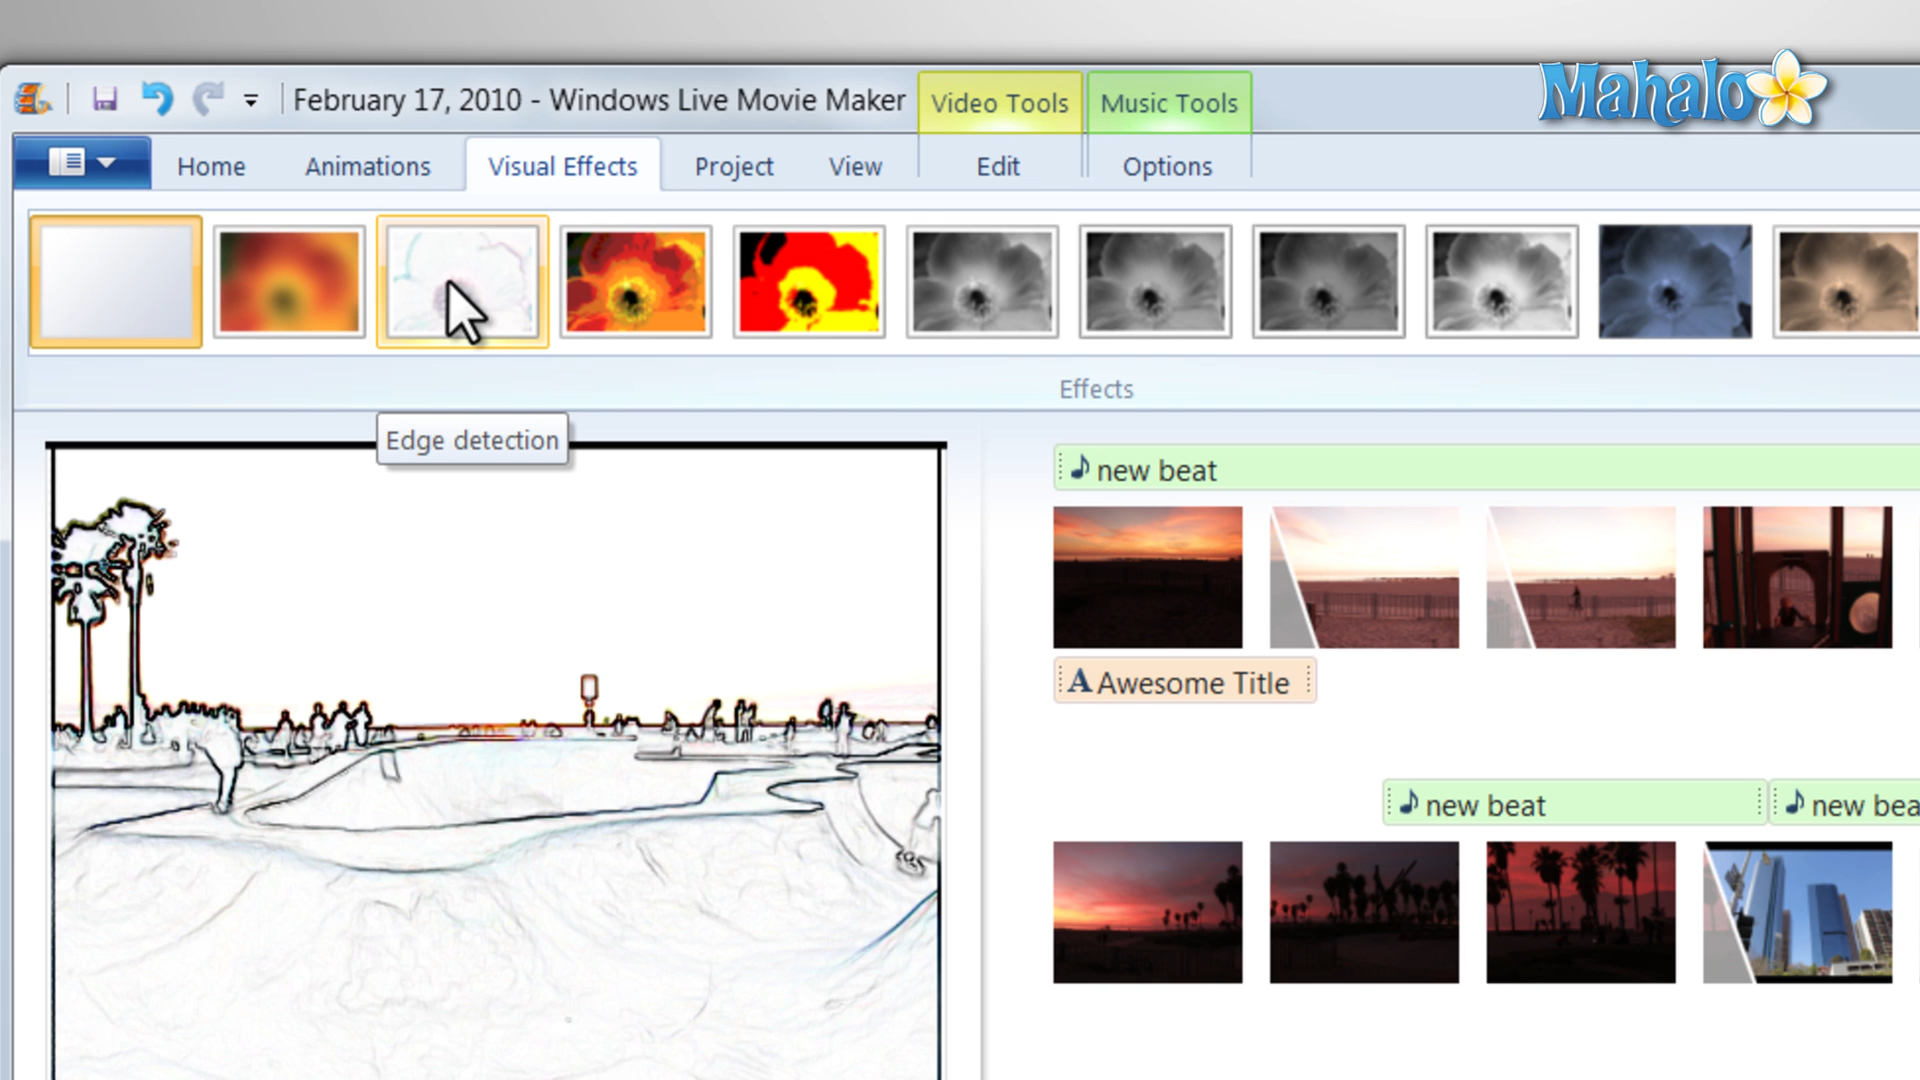 Mahalo
February 17, 2010 - Windows Live Movie Maker
Video Tools
Music Tools
Home
Animations
Visual Effects
Project
View
Edit
Options
Effects
Edge detection
new beat
A Awesome Title
new beat
new bea